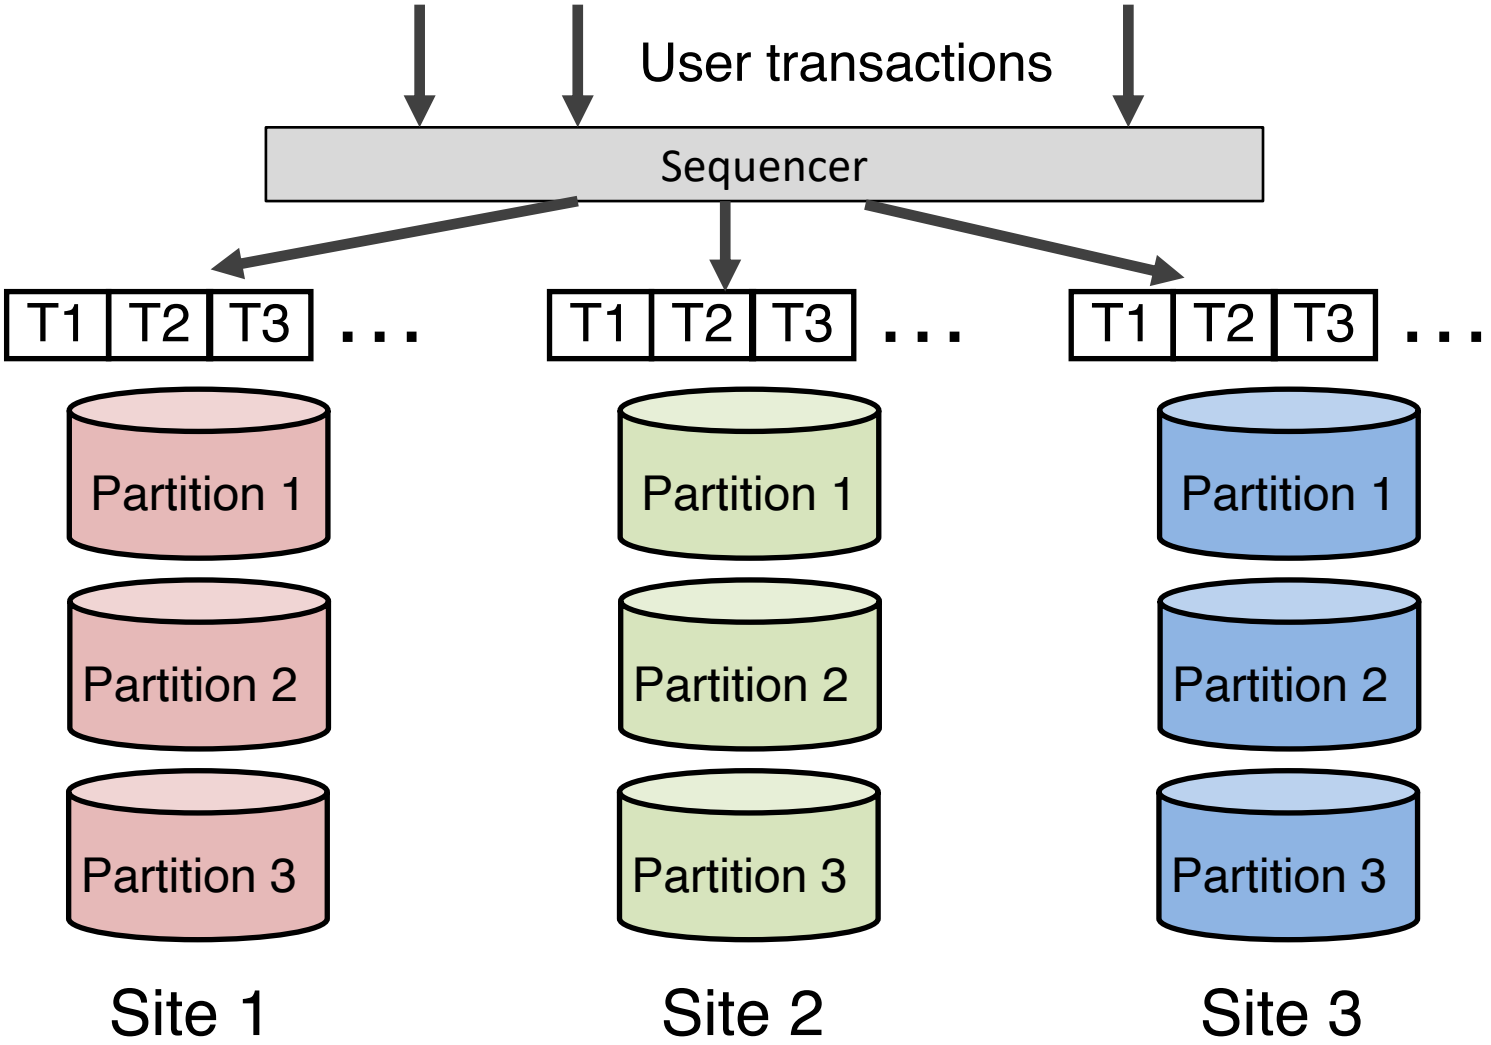 User transactions
Sequencer
T1 T2 T3 ... T1 T2 T3 ... T1 T2 T3 ...
Partition 1 Partition 1 Partition 1
Partition 2 Partition 2 Partition 2
Partition 3 Partition 3 Partition 3
Site 1 Site 2 Site 3